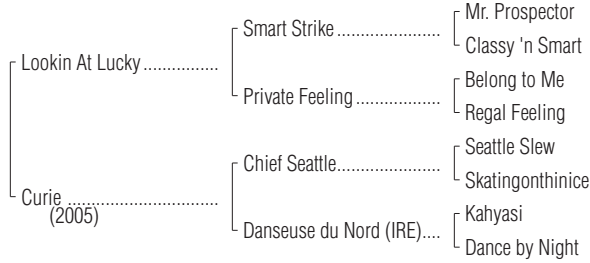 Mr. Prospector
Smart Strike .....................
Classy 'n Smart
Lookin At Lucky ...............
Belong to Me
Private Feeling .................
Regal Feeling
Seattle Slew
Chief Seattle .....................
Skatingonthinice
Curie ..............................
(2005)
Kahyasi
Danseuse du Nord (IRE)....
Dance by Night